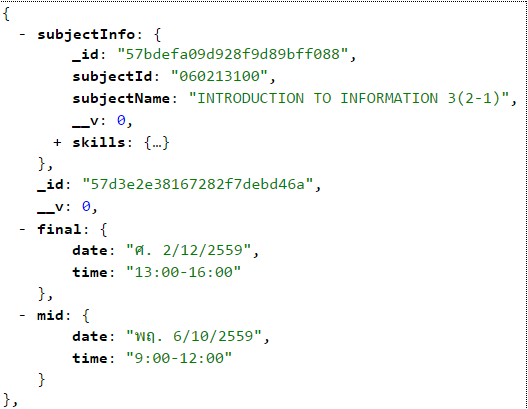 {
- subjectInfo: {
_id: "57bdefa09d928f9d89bff088",
subjectId: "060213100",
subjectName: "INTRODUCTION TO INFORMATION 3(2-1)",
__v: 0,
+ skills: {…}
},
_id: "57d3e2e38167282f7debd46a",
__v: 0,
- final: {
date: "ศ. 2/12/2559",
time: "13:00-16:00"
},
- mid: {
date: "พฤ. 6/10/2559",
time: "9:00-12:00"
}
},